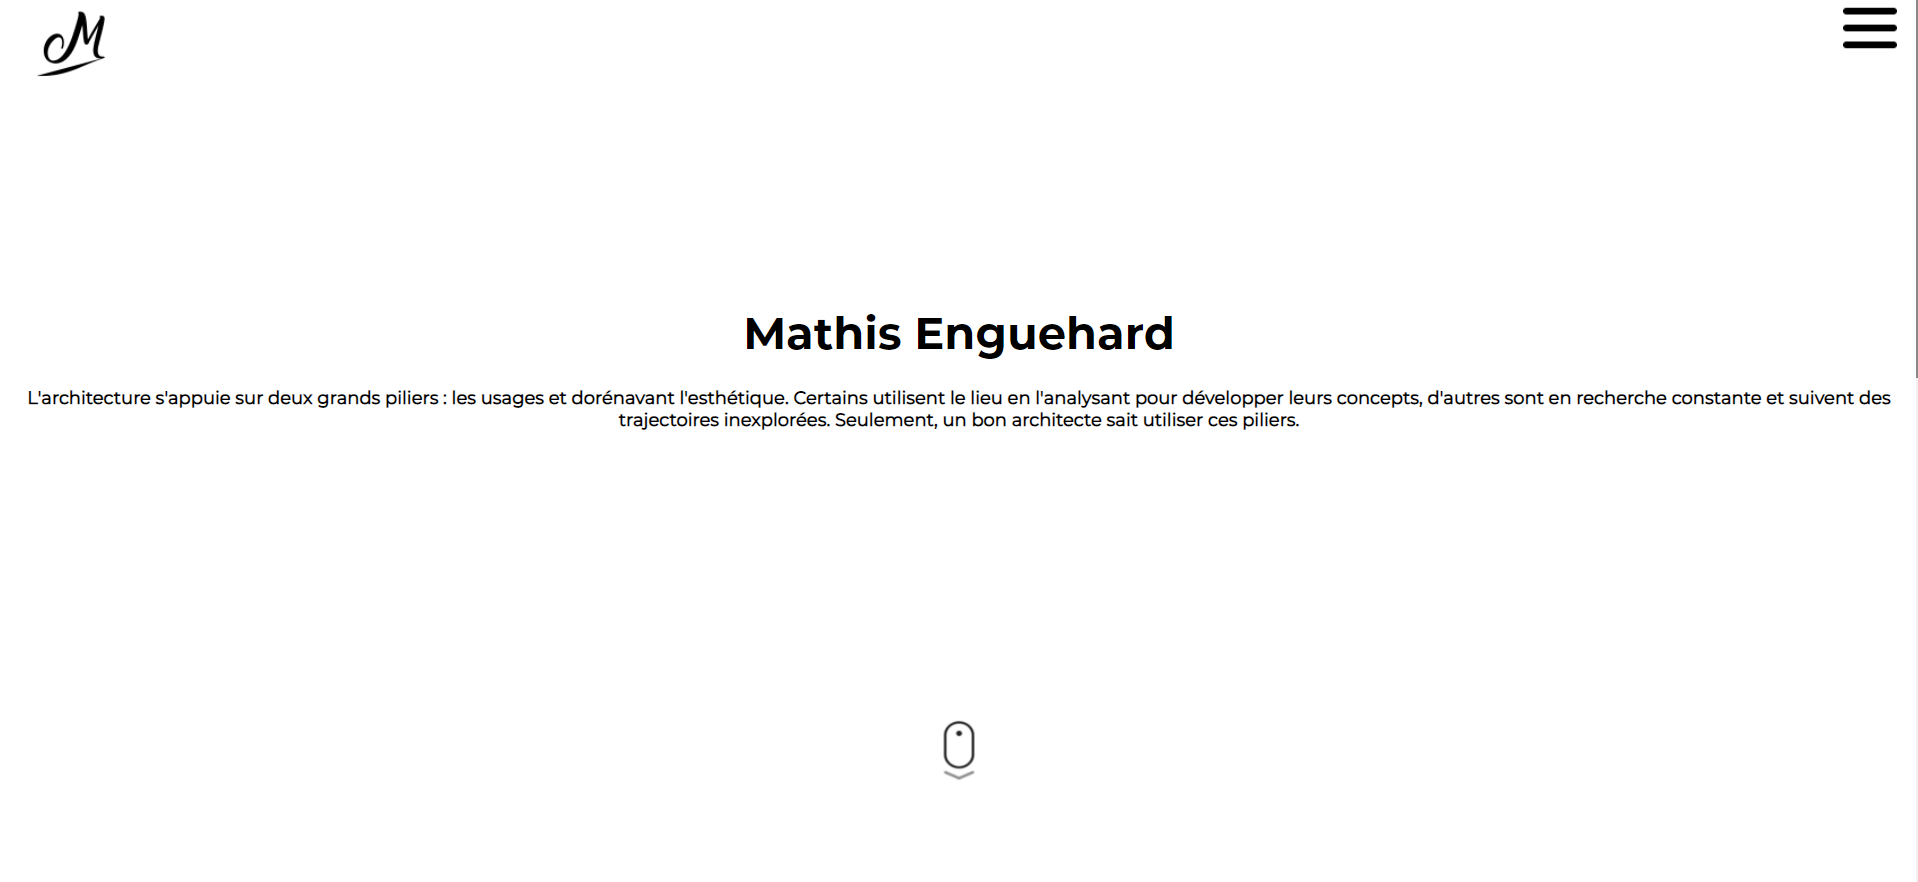 M
Mathis Enguehard
L'architecture s'appuie sur deux grands piliers : les usages et dorénavant l'esthétique. Certains utilisent le lieu en l'analysant pour développer leurs concepts, d'autres sont en recherche constante et suivent des
trajectoires inexplorées. Seulement, un bon architecte sait utiliser ces piliers.